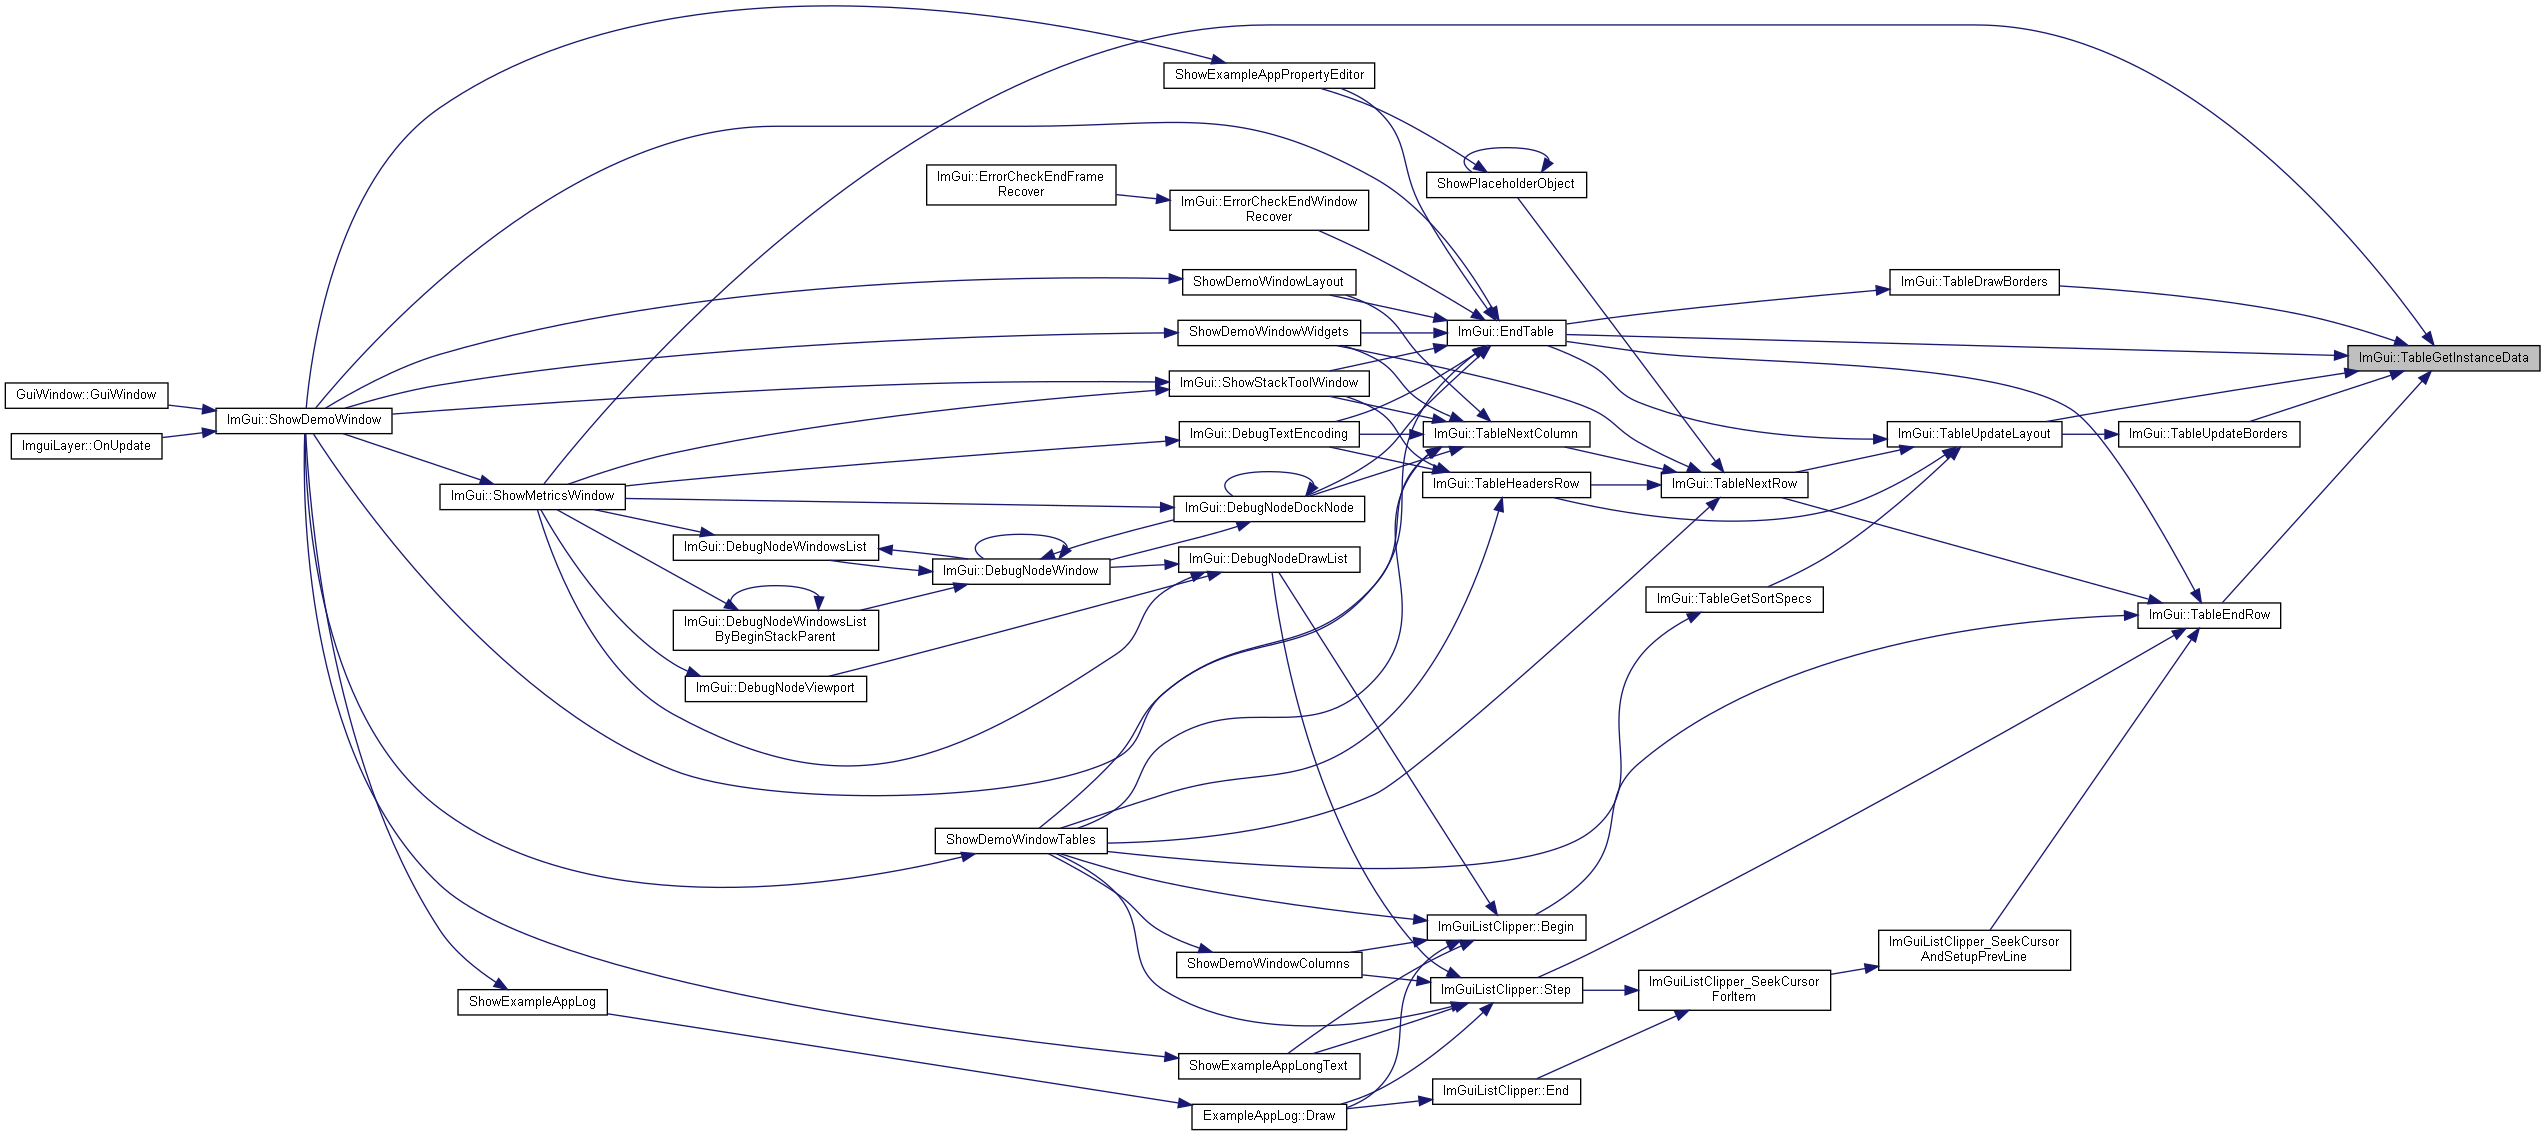 ShowExampleAppPropertyEditor
ImGui::ErrorCheckEndFrame
Recover
ShowPlaceholderObject
ImGui::ErrorCheckEndWindow
Recover
ShowDemoWindowLayout
ImGui::TableDrawBorders
ShowDemoWindowWidgets
ImGui::EndTable
ImGui::TableGetInstanceData
GuiWindow::GuiWindow
ImGui::ShowStackToolWindow
ImGui::ShowDemoWindow
ImguiLayer::OnUpdate
ImGui::DebugTextEncoding
ImGui::TableNextColumn
ImGui::TableUpdateLayout
ImGui::TableUpdateBorders
ImGui::ShowMetricsWindow
ImGui::TableHeadersRow
ImGui::TableNextRow
ImGui::DebugNodeDockNode
ImGui::DebugNodeWindowsList
ImGui::DebugNodeWindow
ImGui::DebugNodeDrawList
ImGui::TableGetSortSpecs
ImGui::TableEndRow
ImGui::DebugNodeWindowsList
ByBeginStackParent
ImGui::DebugNodeViewport
ShowDemoWindowTables
ImGuiListClipper::Begin
ShowDemoWindowColumns
ImGuiListClipper_SeekCursor
AndSetupPrevLine
ShowExampleAppLog
ImGuiListClipper::Step
ImGuiListClipper_SeekCursor
ForItem
ShowExampleAppLongText
ImGuiListClipper::End
ExampleAppLog::Draw